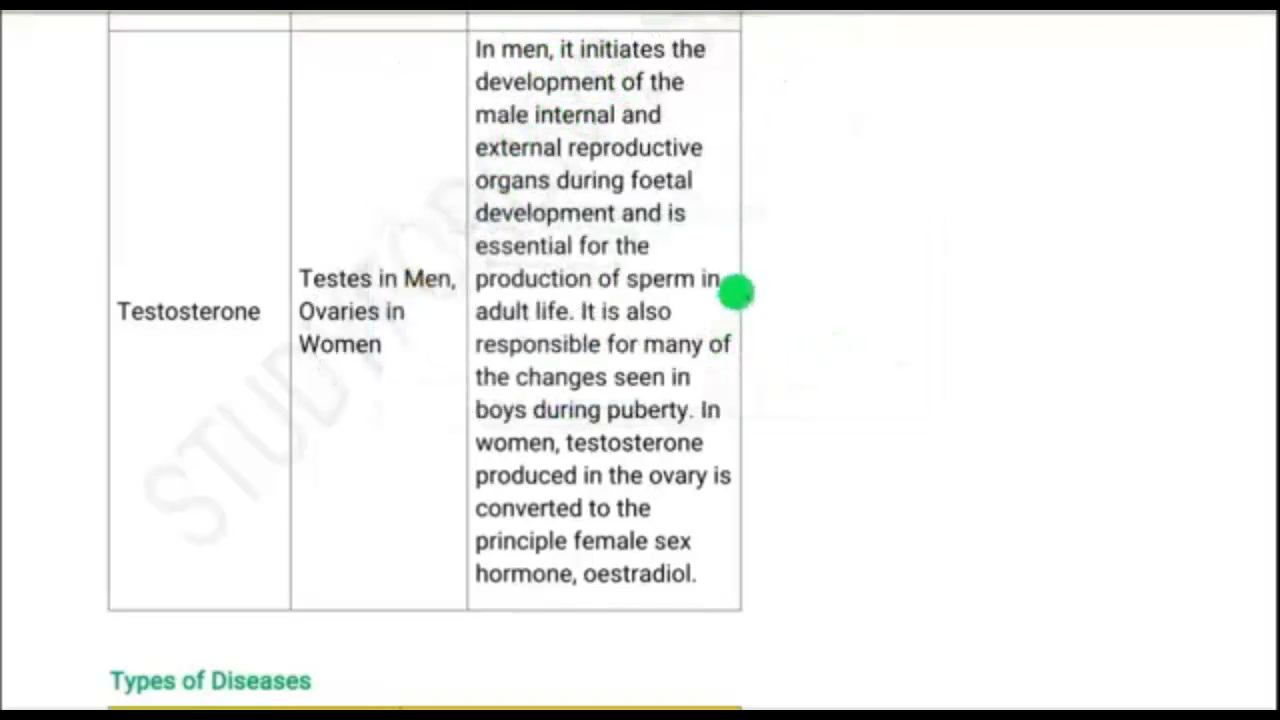 In men, it initiates the
development of the
male internal and
external reproductive
organs during foetal
development and is
essential for the
production of sperm in
adult life. It is also
responsible for many of
the changes seen in
boys during puberty. In
women, testosterone
produced in the ovary is
converted to the
principle female sex
hormone, oestradiol.
Testosterone
Testes in Men,
Ovaries in
Women
Types of Diseases